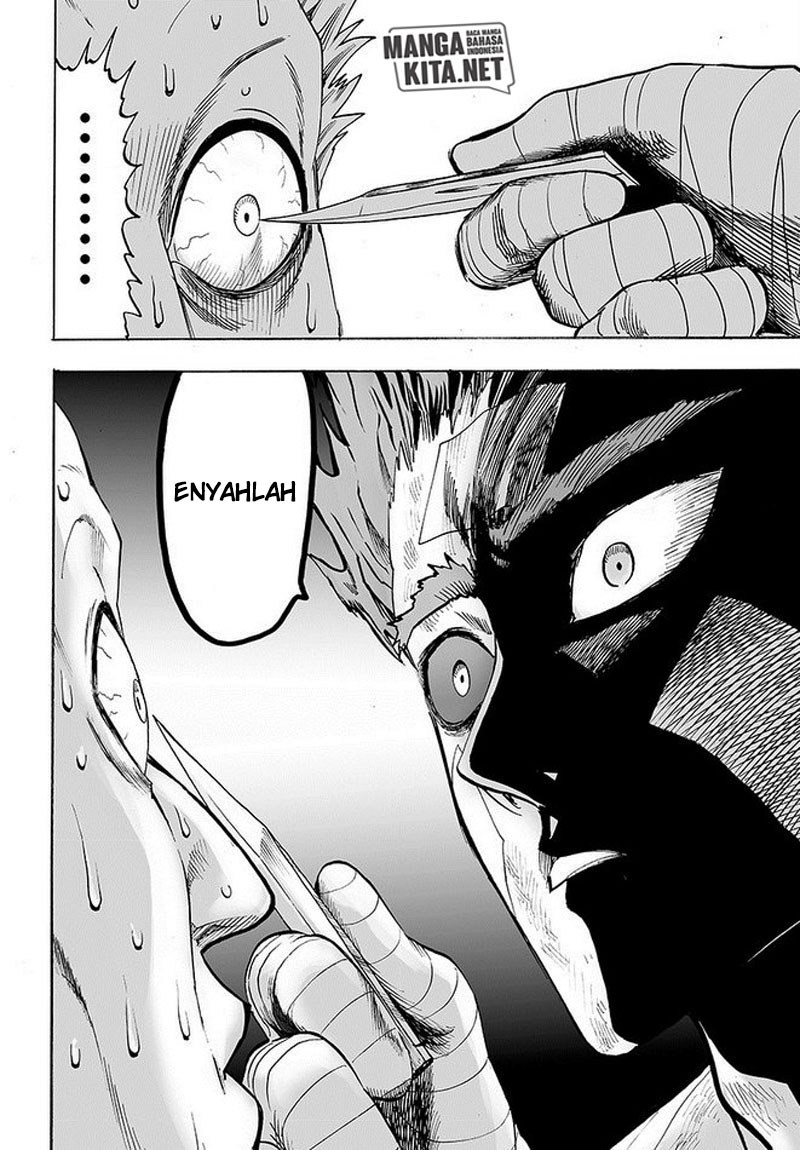 MANGA
KITA.NET
BACA MANGA
BAHASA
INDONESIA
.........
ENYAHLAH